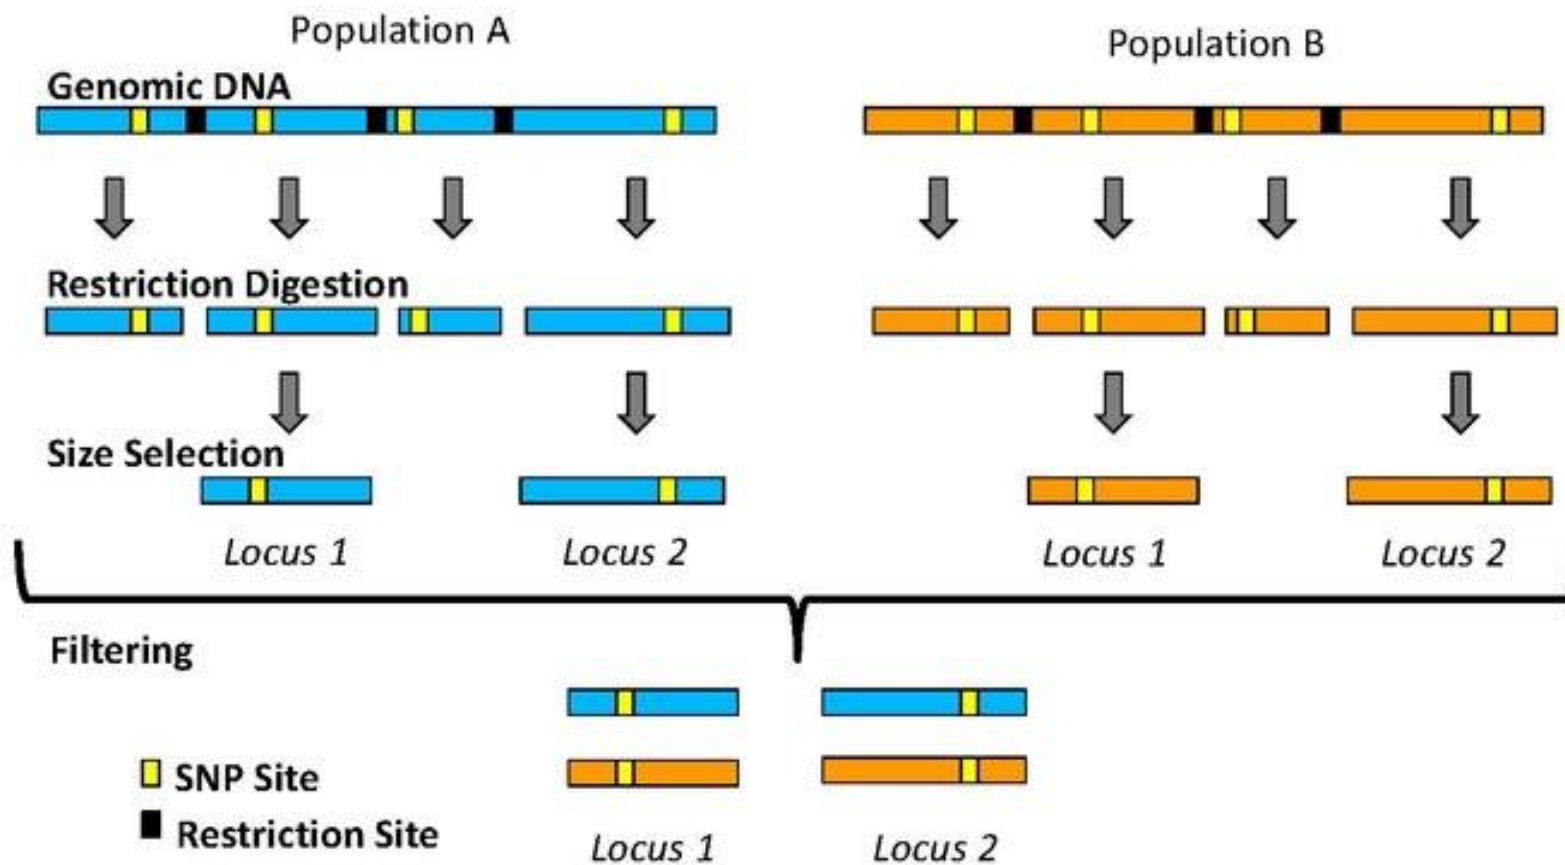 Population A
Population B
Genomic DNA
Restriction Digestion
Size Selection
Locus 1
Locus 2
Locus 1
Locus 2
Filtering
SNP Site
Restriction Site
Locus 1
Locus 2